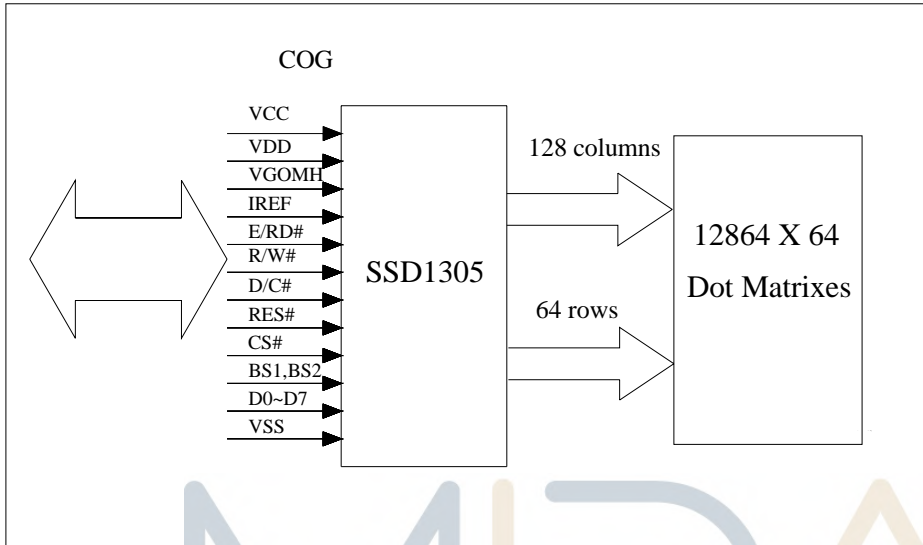 COG
VCC
VDD
VGOMH
IREF
E/RD#
R/W#
D/C#
RES#
CS#
BS1,BS2
D0~D7
VSS
SSD1305
128 columns
64 rows
12864 X 64
Dot Matrixes
MIDA